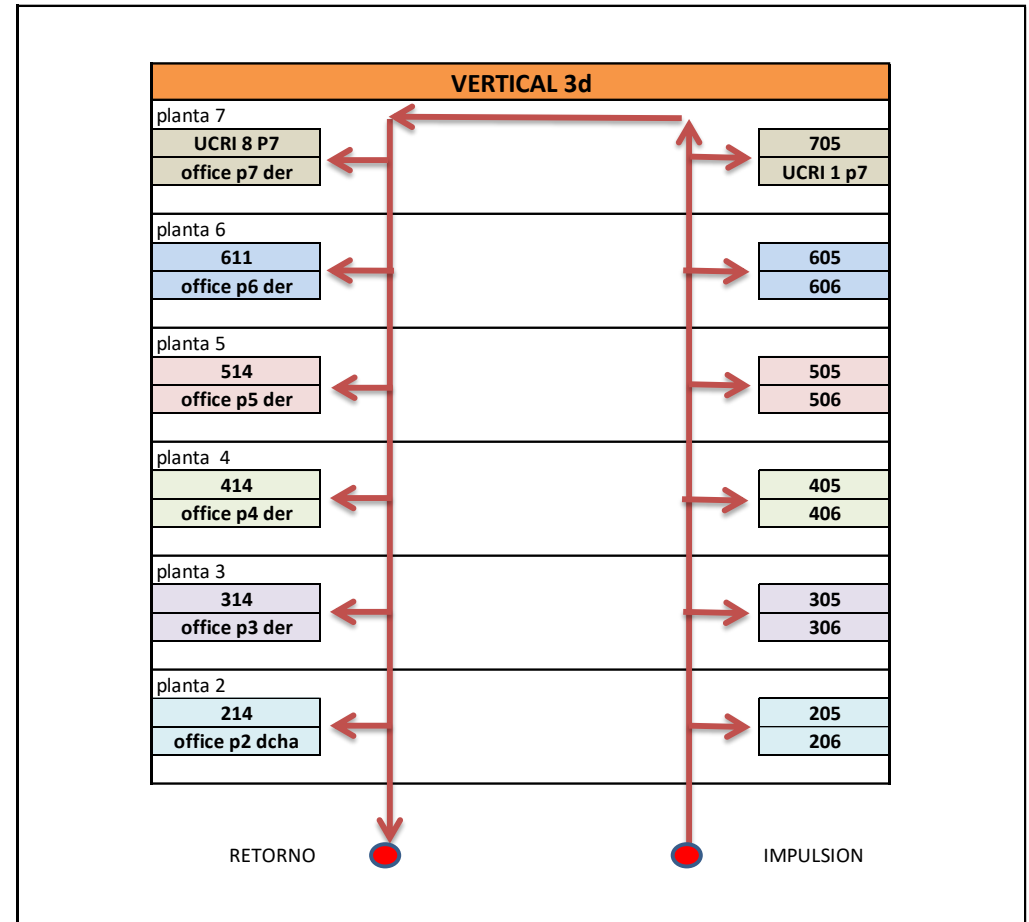 VERTICAL 3d
planta 7
UCRI 8 P7
office p7 der
705
UCRI 1 p7
planta 6
611
office p6 der
605
606
planta 5
514
office p5 der
505
506
planta  4
414
office p4 der
405
406
planta 3
314
office p3 der
305
306
planta 2
214
office p2 dcha
205
206
RETORNO
IMPULSION